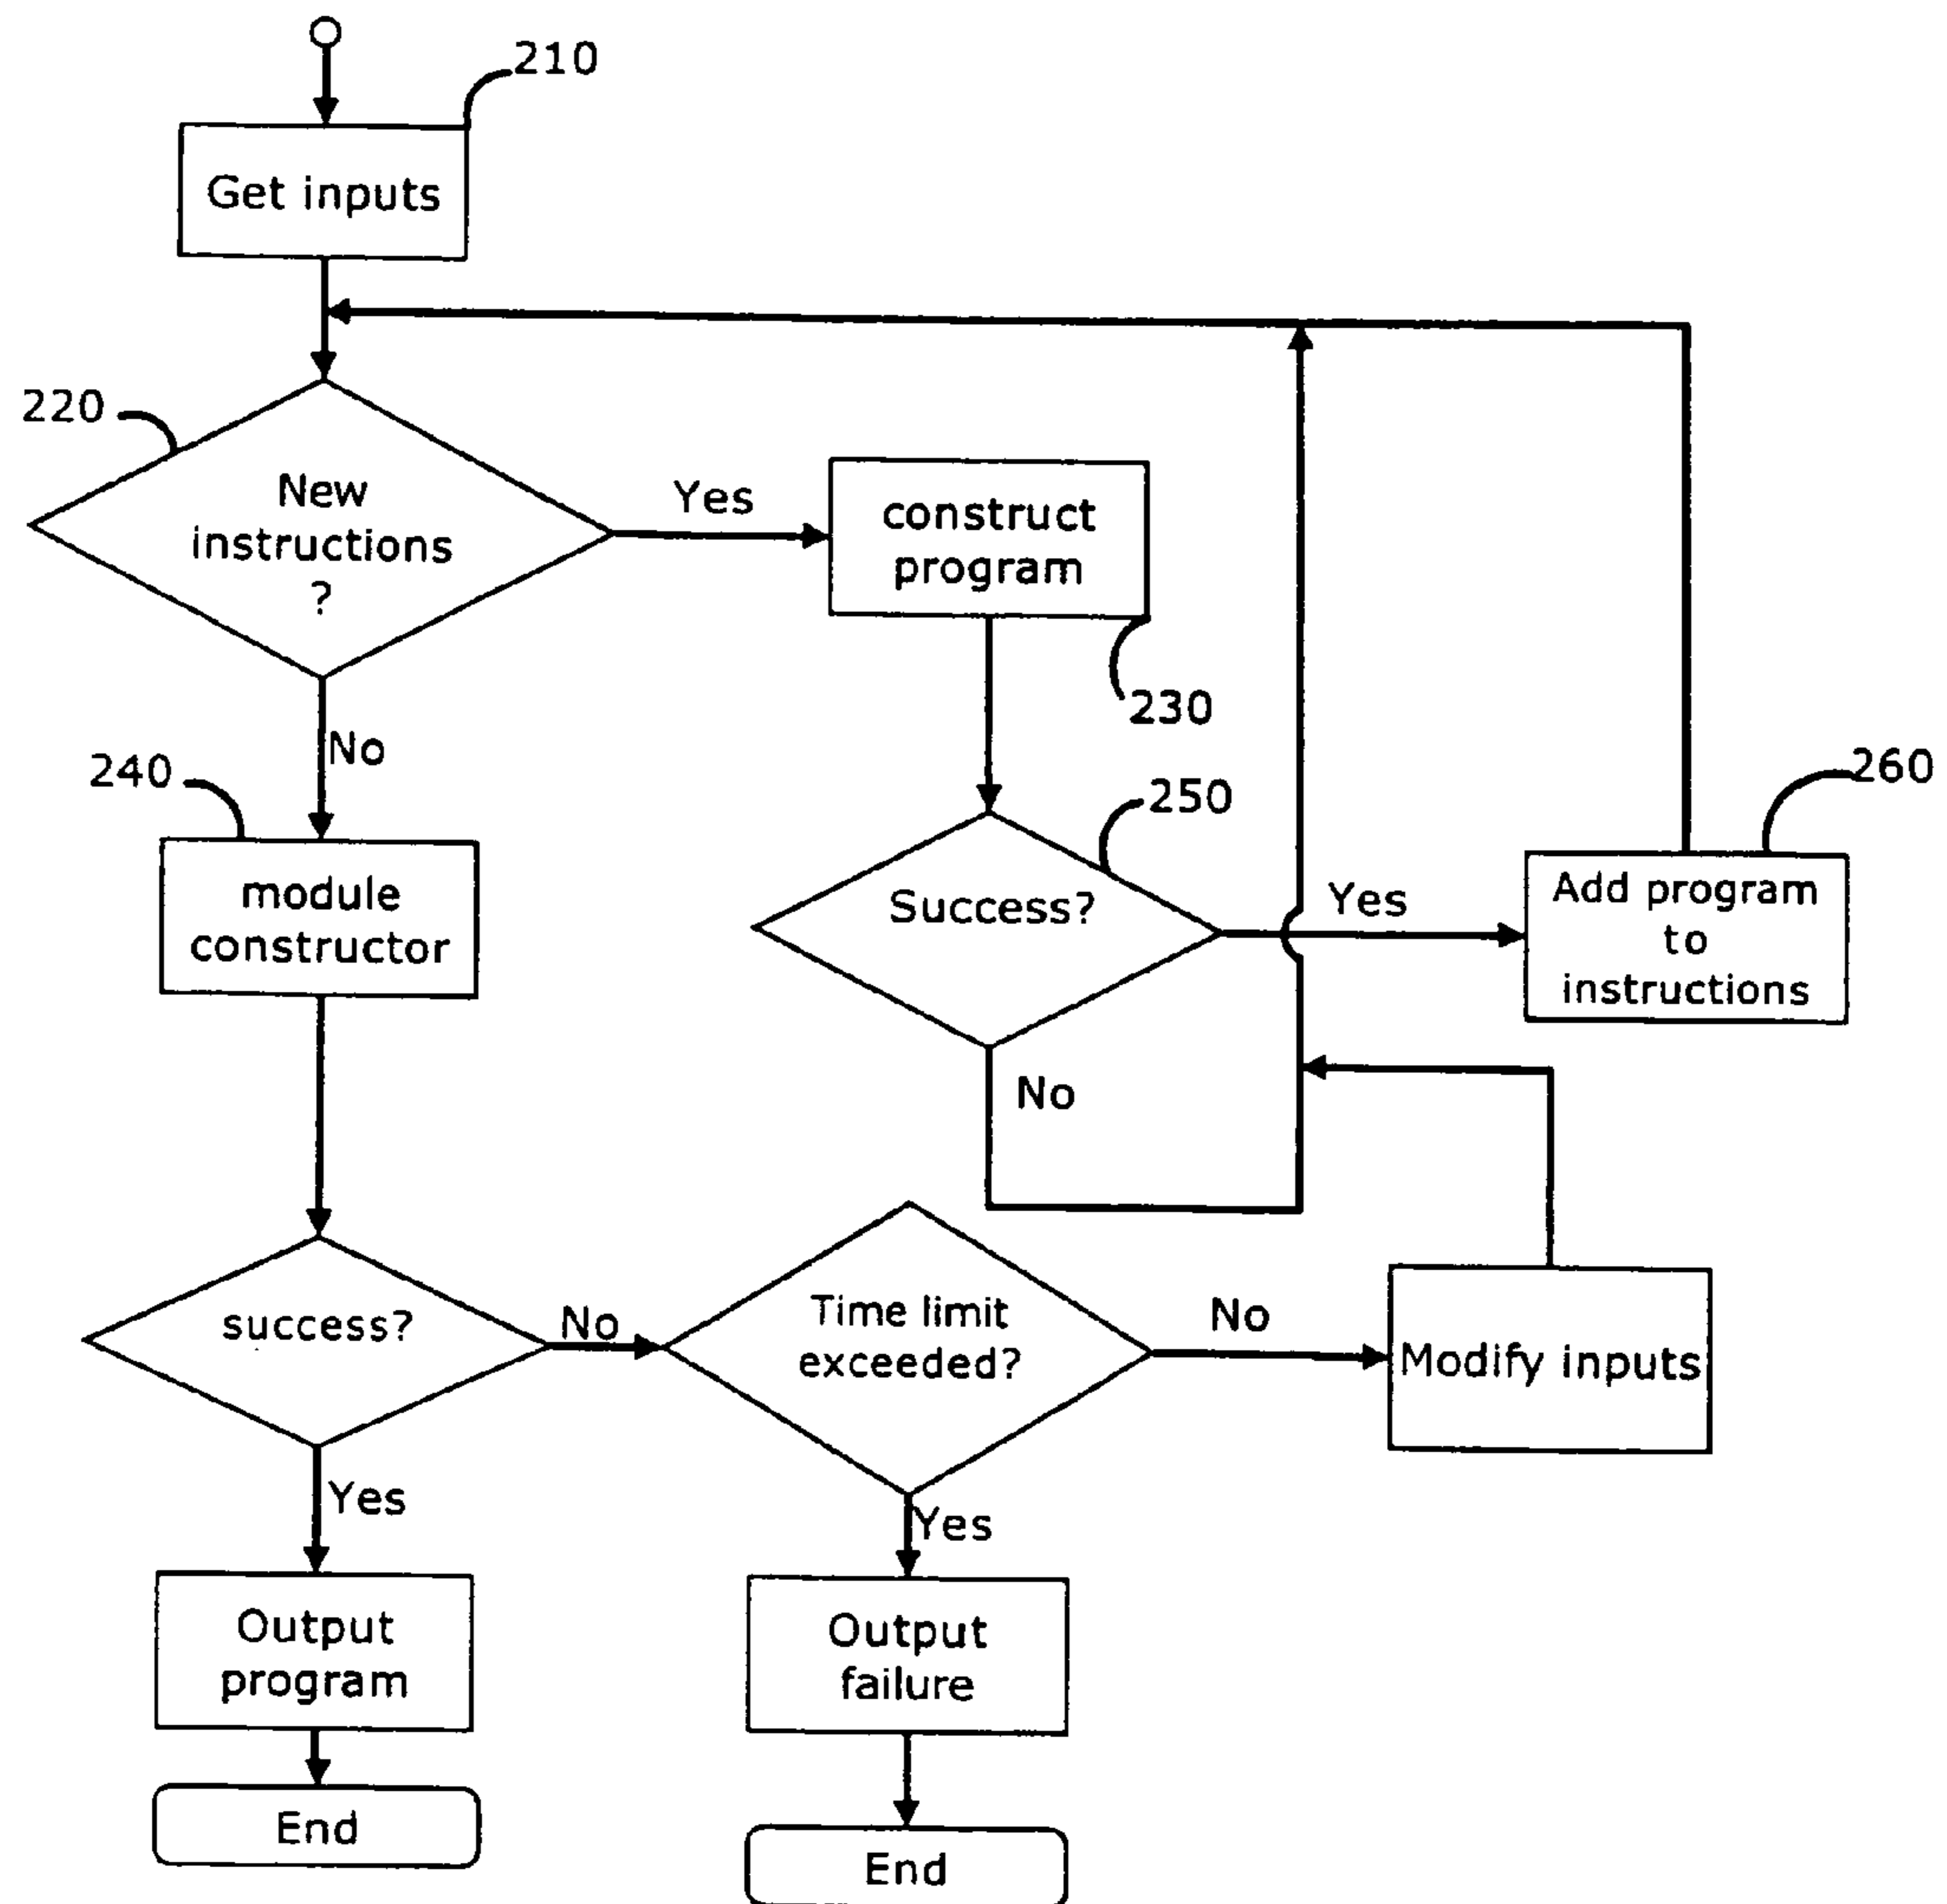 210
Get inputs
220
New
instructions
?
Yes
construct
program
230
No
240
module
constructor
250
Success?
Yes
260
Add program
to
instructions
No
success?
No
Time limit
exceeded?
No
Modify inputs
Yes
Yes
Output
program
Output
failure
End
End